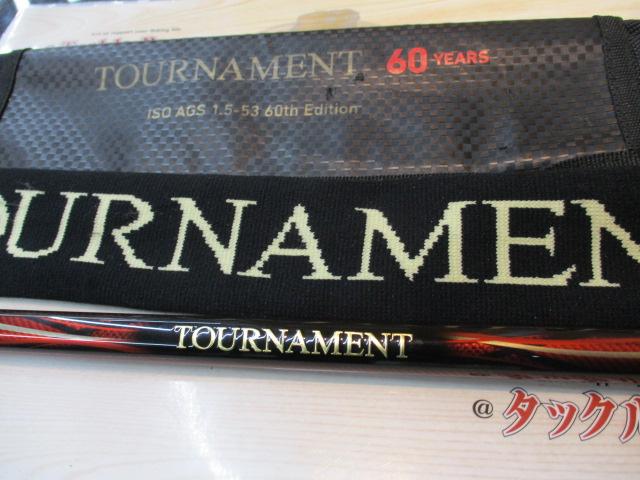 TOURNAMENT 60 YEARS
ISO AGS 1.5-53 60th Edition
OURNAMEN
TOURNAMENT
@ タックル